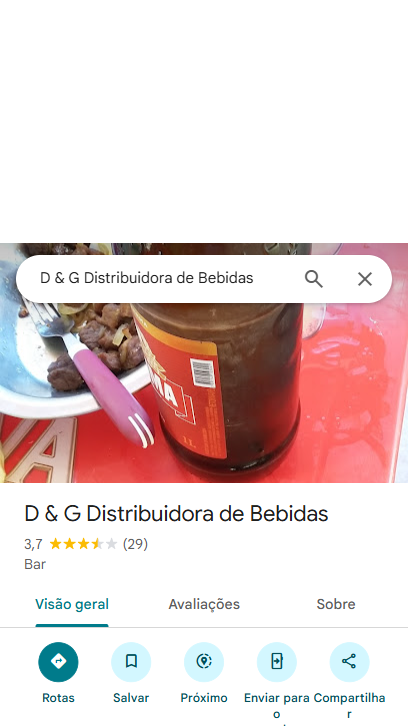 D & G Distribuidora de Bebidas
MA
D & G Distribuidora de Bebidas
3,7 (29)
Bar
Visão geral Avaliações Sobre
Rotas Salvar Próximo Enviar para o Compartilhar